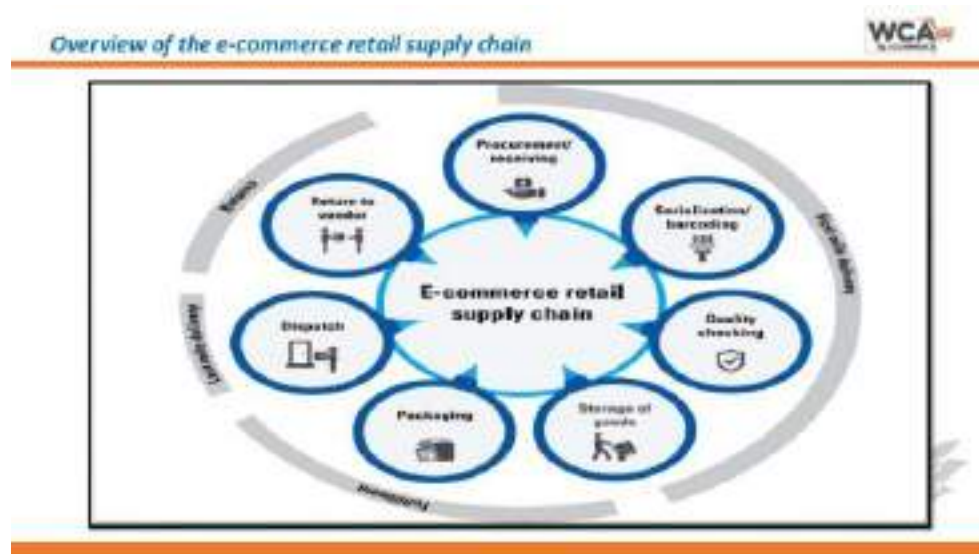 Overview of the e-commerce retail supply chain
WCA
Procurement/
receiving
Serialization/
barcoding
Quality
checking
Storage of
goods
Packaging
Dispatch
Return to
vendor
E-commerce retail
supply chain
Returns
Fulfillment